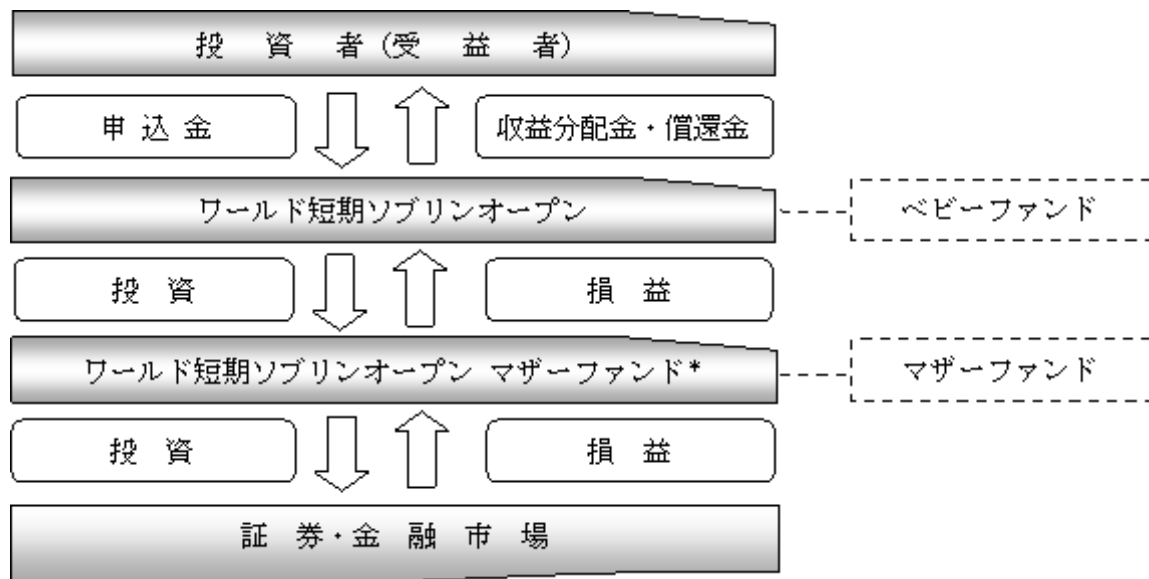 投 資 者(受 益 者)
申 込 金
収益分配金・償還金
ワールド短期ソブリンオープン
ベビーファンド
投 資
損 益
ワールド短期ソブリンオープン マザーファンド*
マザーファンド
投 資
損 益
証 券・金 融 市 場